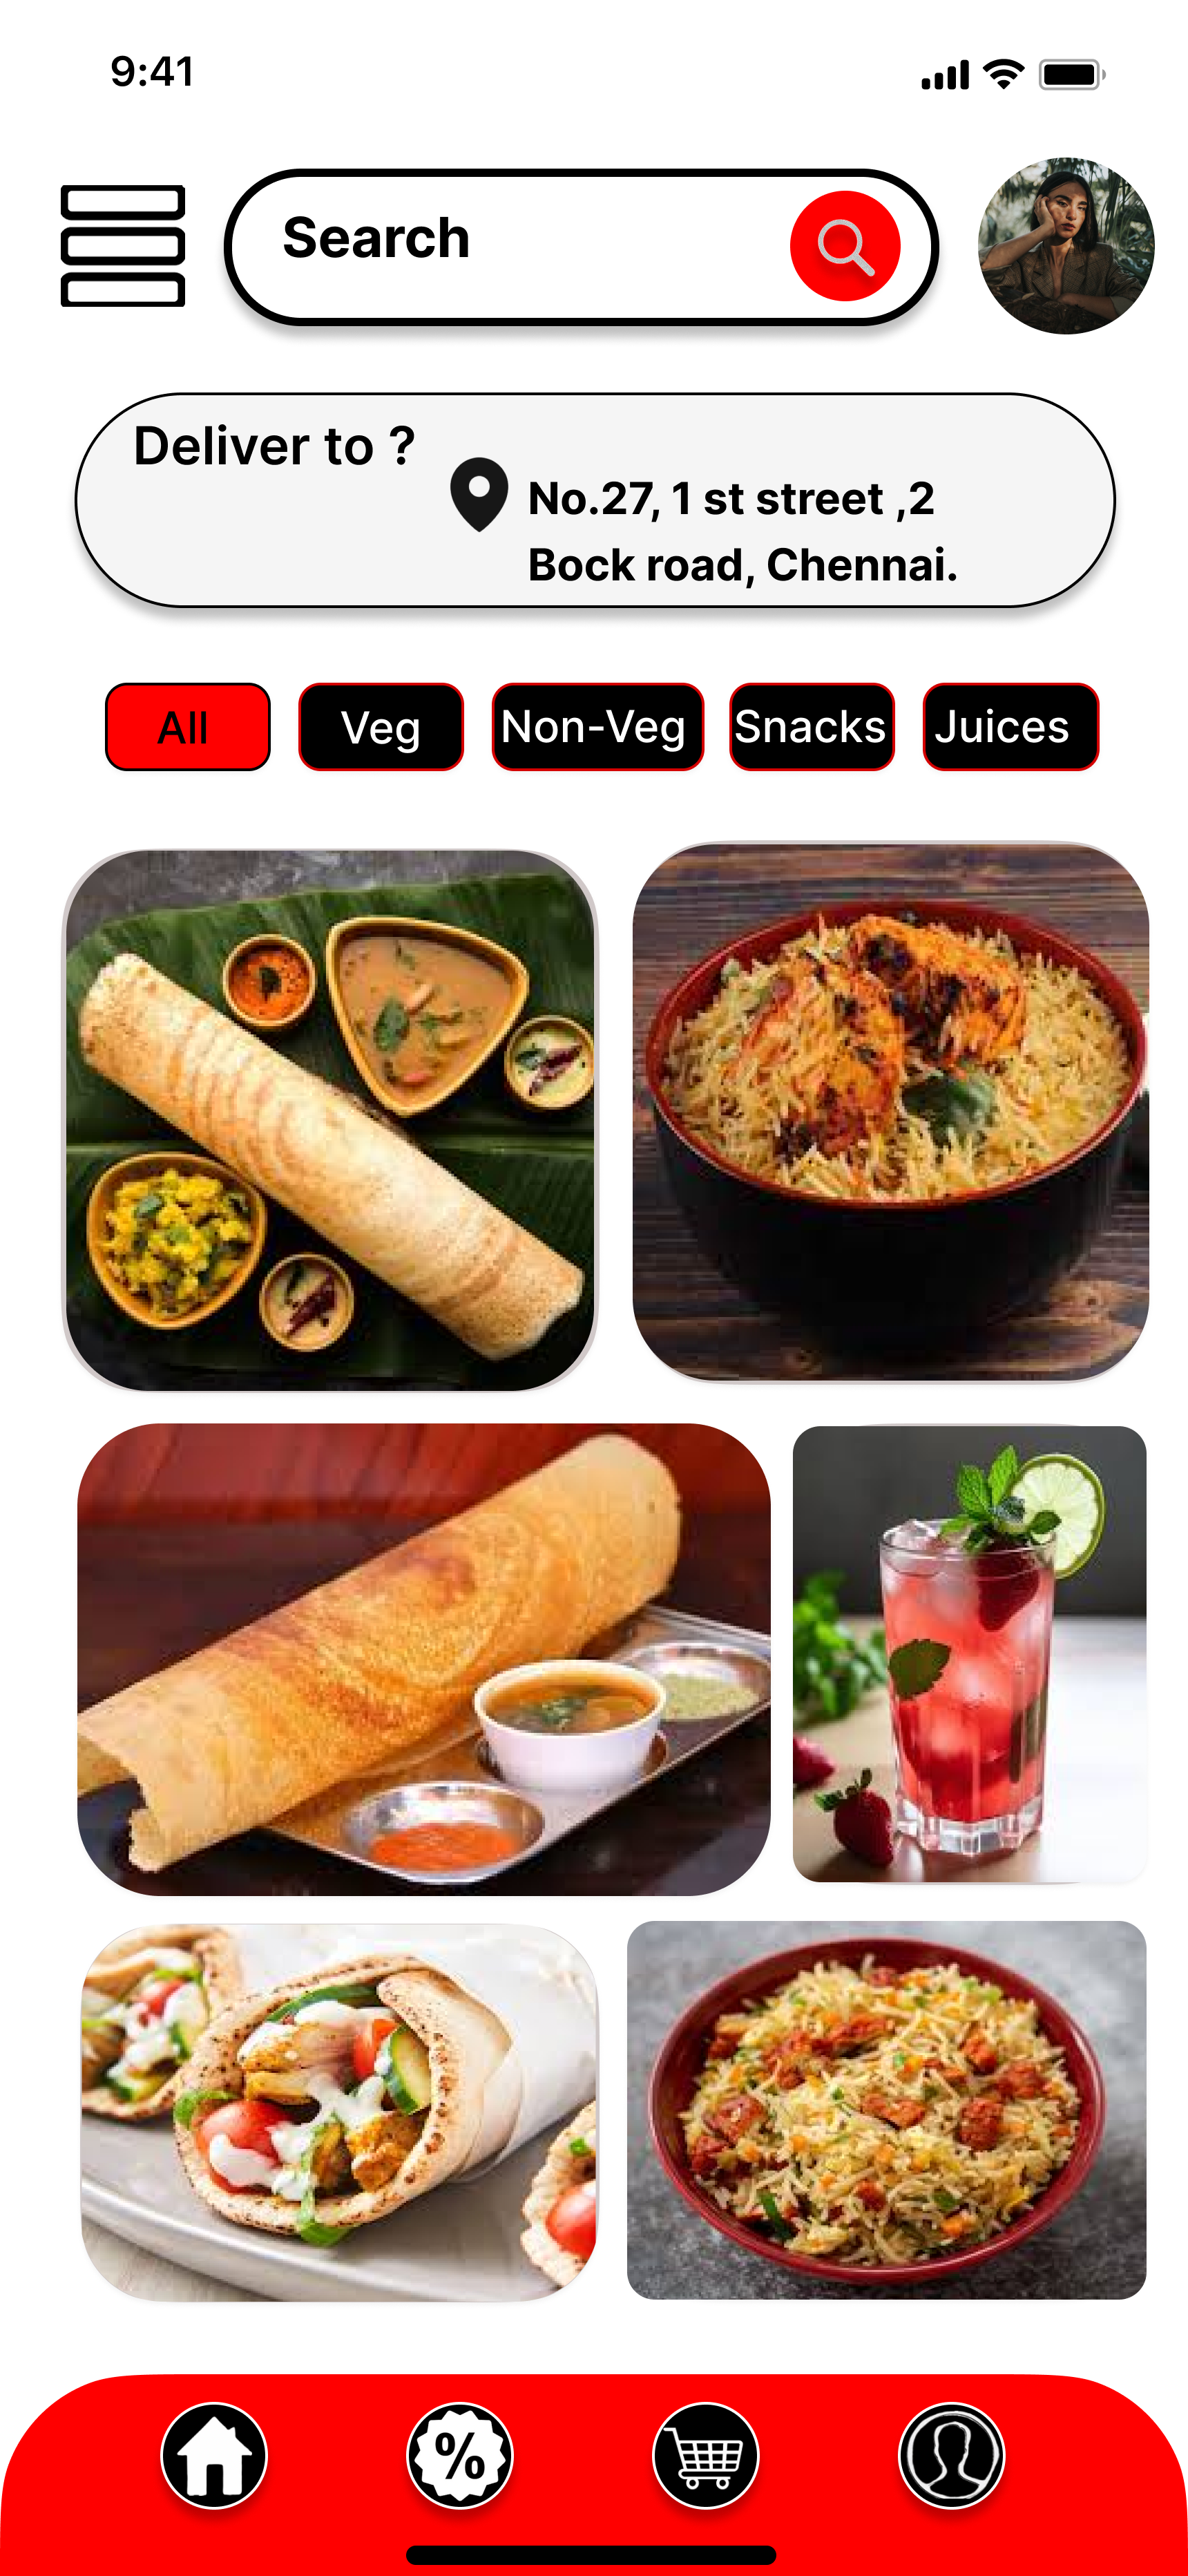 9:41
Search
Deliver to ?
No.27, 1 st street ,2
Bock road, Chennai.
All
Veg
Non-Veg
Snacks
Juices
%